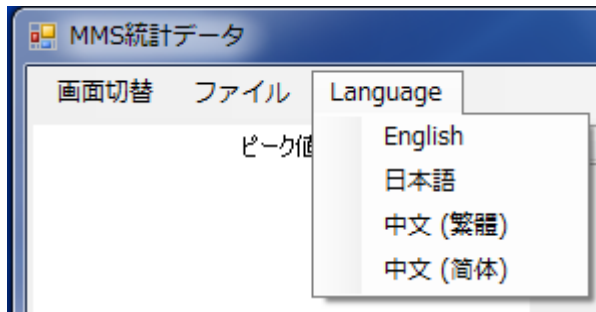 MMS統計データ
画面切替 ファイル Language
ピーク値
English
日本語
中文 (繁體)
中文 (简体)